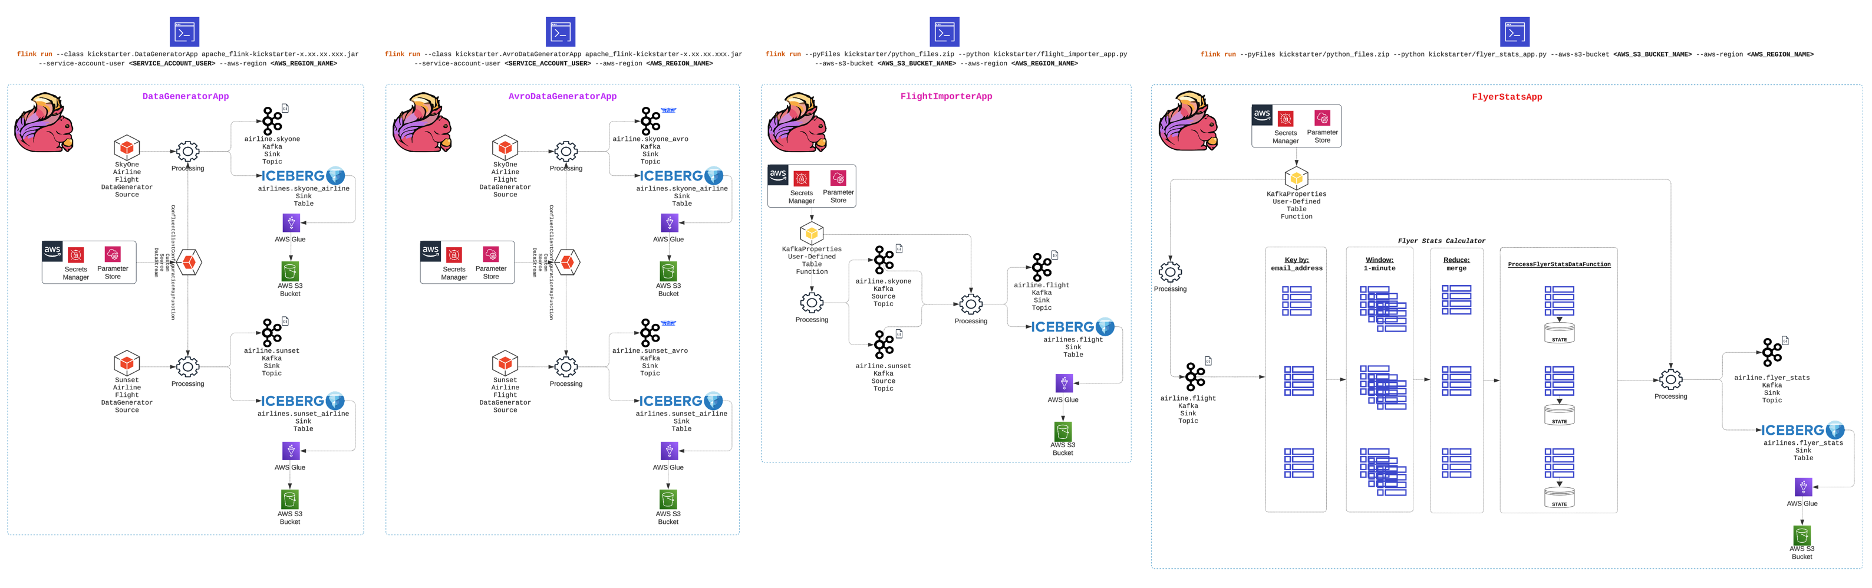 flink run --class kickstarter.DataGeneratorApp apache_flink-kickstarter-x.xx.xx.xxx.jar
--service-account-user <SERVICE_ACCOUNT_USER> --aws-region <AWS_REGION_NAME>
DataGeneratorApp
airline.skyone
Kafka
Sink
Topic
SkyOne
Airline
Flight
DataGenerator
Source
Processing
ICEBERG
airlines.skyone_airline
Sink
Table
AWS Glue
AWS S3
Bucket
aws
Secrets
Manager
Parameter
Store
airline.sunset
Kafka
Sink
Topic
Sunset
Airline
Flight
DataGenerator
Source
Processing
ICEBERG
airlines.sunset_airline
Sink
Table
AWS Glue
AWS S3
Bucket
flink run --class kickstarter.AvroDataGeneratorApp apache_flink-kickstarter-x.xx.xx.xxx.jar
--service-account-user <SERVICE_ACCOUNT_USER> --aws-region <AWS_REGION_NAME>
AvroDataGeneratorApp
airline.skyone_avro
Kafka
Sink
Topic
SkyOne
Airline
Flight
DataGenerator
Source
Processing
ICEBERG
airlines.skyone_airline
Sink
Table
AWS Glue
AWS S3
Bucket
aws
Secrets
Manager
Parameter
Store
airline.sunset_avro
Kafka
Sink
Topic
Sunset
Airline
Flight
DataGenerator
Source
Processing
ICEBERG
airlines.sunset_airline
Sink
Table
AWS Glue
AWS S3
Bucket
flink run --pyFiles kickstarter/python_files.zip --python kickstarter/flight_importer_app.py
--aws-s3-bucket <AWS_S3_BUCKET_NAME> --aws-region <AWS_REGION_NAME>
FlightImporterApp
aws
Secrets
Manager
Parameter
Store
KafkaProperties
User-Defined
Table
Function
Processing
airline.skyone
Kafka
Source
Topic
airline.sunset
Kafka
Source
Topic
Processing
airline.flight
Kafka
Sink
Topic
ICEBERG
airlines.flight
Sink
Table
AWS Glue
AWS S3
Bucket
flink run --pyFiles kickstarter/python_files.zip --python kickstarter/flyer_stats_app.py --aws-s3-bucket <AWS_S3_BUCKET_NAME> --aws-region <AWS_REGION_NAME>
FlyerStatsApp
aws
Secrets
Manager
Parameter
Store
KafkaProperties
User-Defined
Table
Function
Processing
airline.flight
Kafka
Sink
Topic
Flyer Stats Calculator
Key by:
email_address
Window:
1-minute
Reduce:
merge
ProcessFlyerStatsDataFunction
STATE
STATE
STATE
Processing
airline.flyer_stats
Kafka
Sink
Topic
ICEBERG
airlines.flyer_stats
Sink
Table
AWS Glue
AWS S3
Bucket